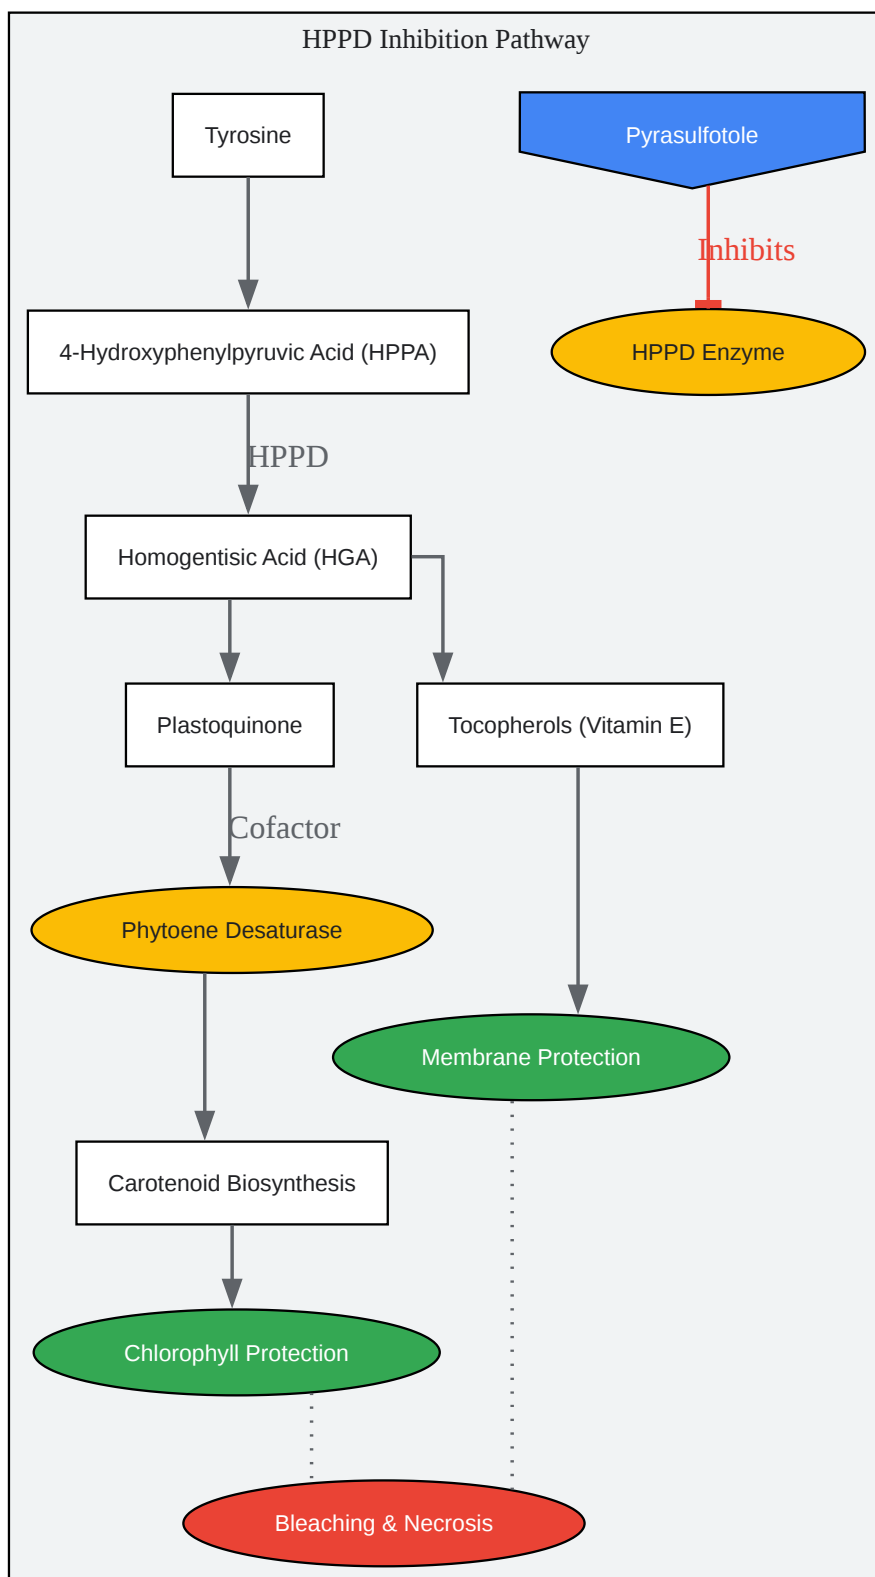 HPPD Inhibition Pathway
Tyrosine
Pyrasulfotole
Inhibits
4-Hydroxyphenylpyruvic Acid (HPPA)
HPPD Enzyme
HPPD
Homogentisic Acid (HGA)
Plastoquinone
Tocopherols (Vitamin E)
Cofactor
Phytoene Desaturase
Membrane Protection
Carotenoid Biosynthesis
Chlorophyll Protection
Bleaching & Necrosis